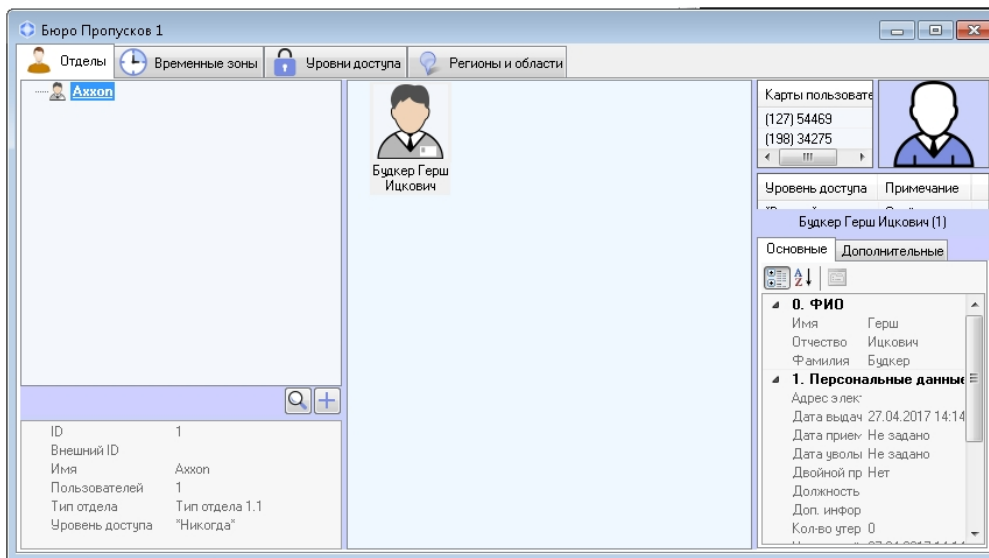 Бюро Пропусков 1
Отделы Временные зоны Уровни доступа Регионы и области
Axxon
Будкер Герш
Ицкович
Карты пользовате
(127) 54469
(198) 34275
Уровень доступа Примечание
Будкер Герш Ицкович (1)
Основные Дополнительные
0. ФИО
Имя Герш
Отчество Ицкович
Фамилия Будкер
1. Персональные данные
Адрес элек
Дата выдач 27.04.2017 14:14
Дата прием Не задано
Дата уволы Не задано
Двойной пр Нет
Должность
Доп. инфор
Кол-во утер 0
ID 1
Внешний ID
Имя Axxon
Пользователей 1
Тип отдела Тип отдела 1.1
Уровень доступа "Никогда"